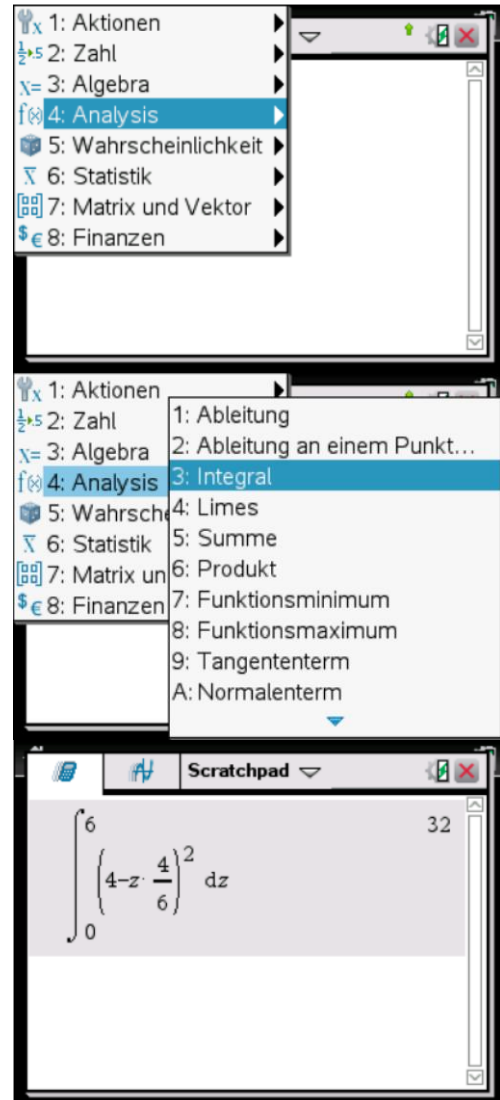 1: Aktionen
2: Zahl
3: Algebra
4: Analysis
5: Wahrscheinlichkeit
6: Statistik
7: Matrix und Vektor
8: Finanzen
1: Aktionen
2: Zahl
3: Algebra
4: Analysis
5: Wahrsche
6: Statistik
7: Matrix un
8: Finanzen
1: Ableitung
2: Ableitung an einem Punkt...
3: Integral
4: Limes
5: Summe
6: Produkt
7: Funktionsminimum
8: Funktionsmaximum
9: Tangententerm
A: Normalenterm
Scratchpad
∫₀⁶ (4-z·4/6)² dz 32